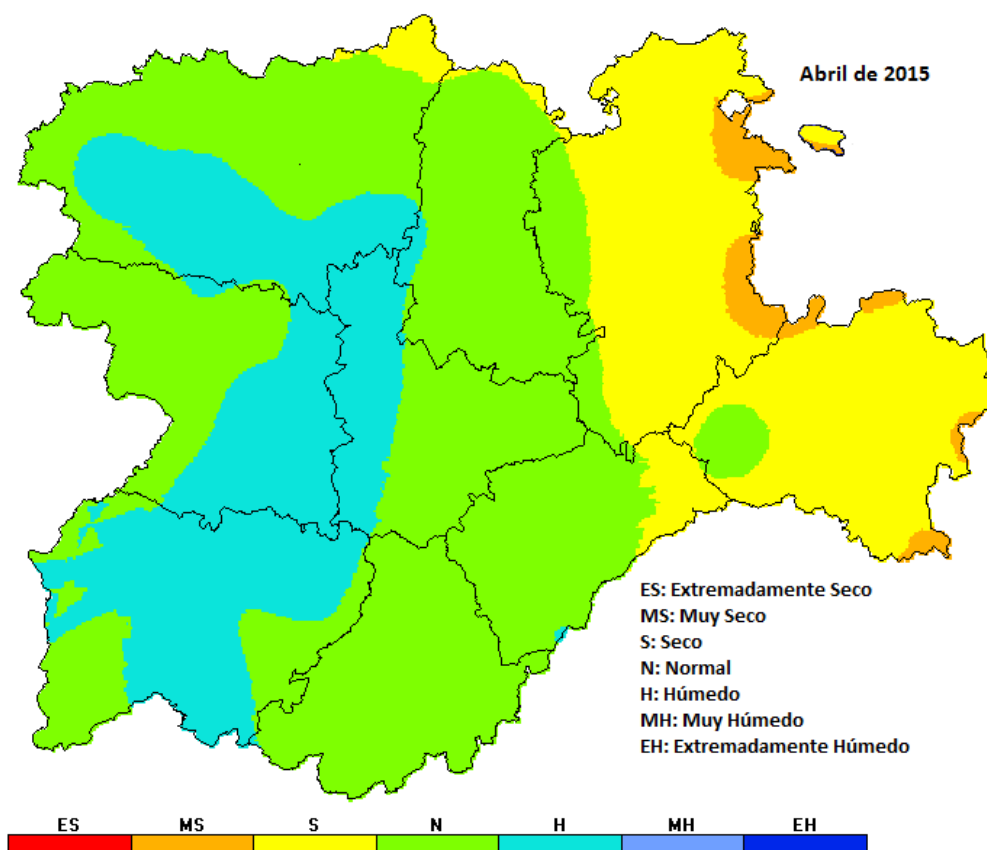 Abril de 2015
ES: Extremadamente Seco
MS: Muy Seco
S: Seco
N: Normal
H: Húmedo
MH: Muy Húmedo
EH: Extremadamente Húmedo
ES MS S N H MH EH